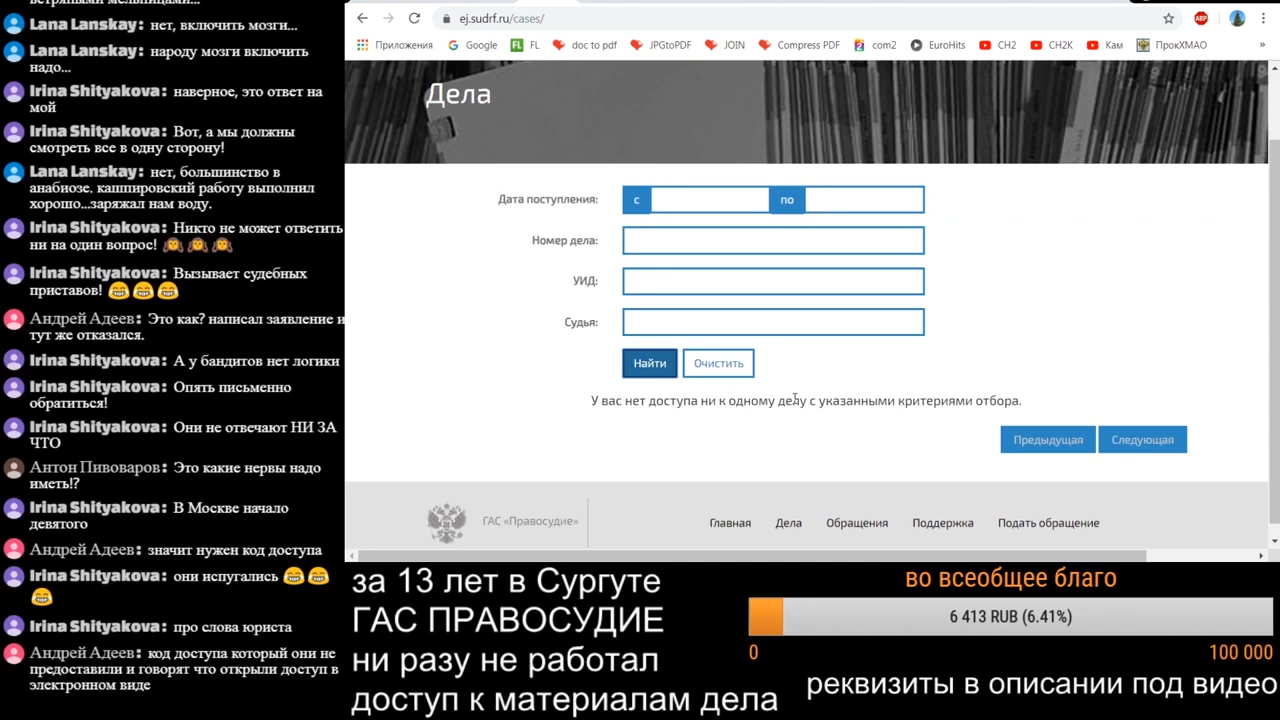 ветряными мельницами...
Lana Lanskay: нет, включить мозги...
Lana Lanskay: народу мозги включить
надо...
Irina Shityakova: наверное, это ответ на
мой
Irina Shityakova: Вот, а мы должны
смотреть все в одну сторону!
Lana Lanskay: нет, большинство в
анабиозе. кашпировский работу выполнил
хорошо...заряжал нам воду.
Irina Shityakova: Никто не может ответить
ни на один вопрос! 🙈🙈🙈
Irina Shityakova: Вызывает судебных
приставов! 😂😂😂
Андрей Адеев: Это как? написал заявление и
тут же отказался.
Irina Shityakova: А у бандитов нет логики
Irina Shityakova: Опять письменно
обратиться!
Irina Shityakova: Они не отвечают НИ ЗА
ЧТО
Антон Пивоваров: Это какие нервы надо
иметь!?
Irina Shityakova: В Москве начало
девятого
Андрей Адеев: значит нужен код доступа
Irina Shityakova: они испугались 😂😂
😂
Irina Shityakova: про слова юриста
Андрей Адеев: код доступа который они не
предоставили и говорят что открыли доступ в
электронном виде
ej.sudrf.ru/cases/
ABP
Приложения Google FL FL doc to pdf JPGtoPDF JOIN Compress PDF com2 EuroHits CH2 CH2K Кам ПрокХМАО »
Дела
Дата поступления: с по
Номер дела:
УИД:
Судья:
Найти Очистить
У вас нет доступа ни к одному делу с указанными критериями отбора.
Предыдущая Следующая
ГАС «Правосудие» Главная Дела Обращения Поддержка Подать обращение
за 13 лет в Сургуте
ГАС ПРАВОСУДИЕ
ни разу не работал
доступ к материалам дела
во всеобщее благо
6 413 RUB (6.41%)
0 100 000
реквизиты в описании под видео